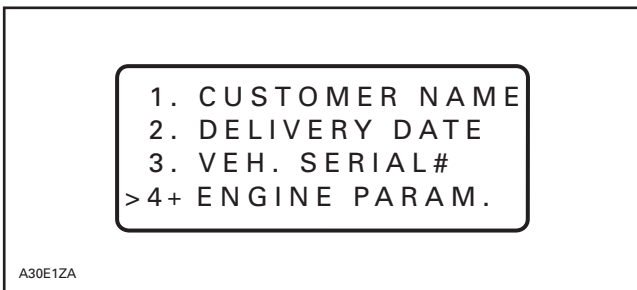 1. CUSTOMER NAME
2. DELIVERY DATE
3. VEH. SERIAL#
>4+ ENGINE PARAM.
A30E1ZA